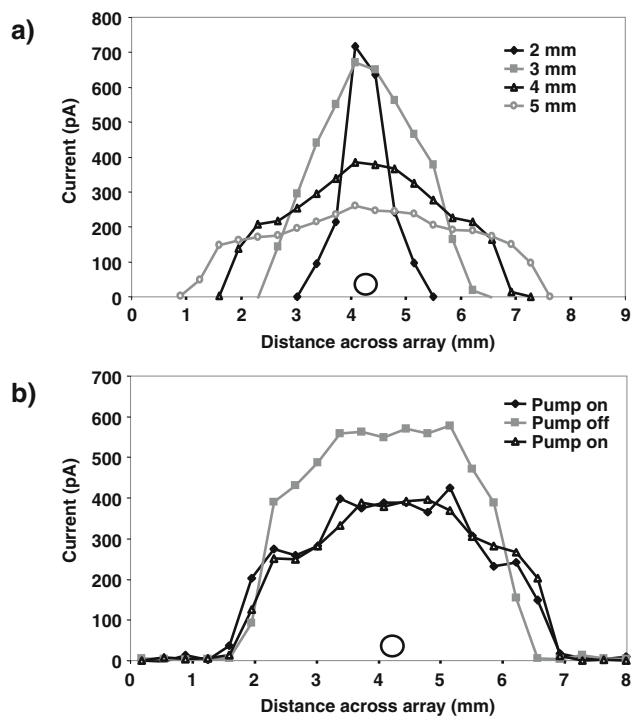 a)
800
700
600
500
400
300
200
100
0
Current (pA)
2 mm
3 mm
4 mm
5 mm
0 1 2 3 4 5 6 7 8 9
Distance across array (mm)
b)
700
600
500
400
300
200
100
0
Current (pA)
Pump on
Pump off
Pump on
0 1 2 3 4 5 6 7 8
Distance across array (mm)